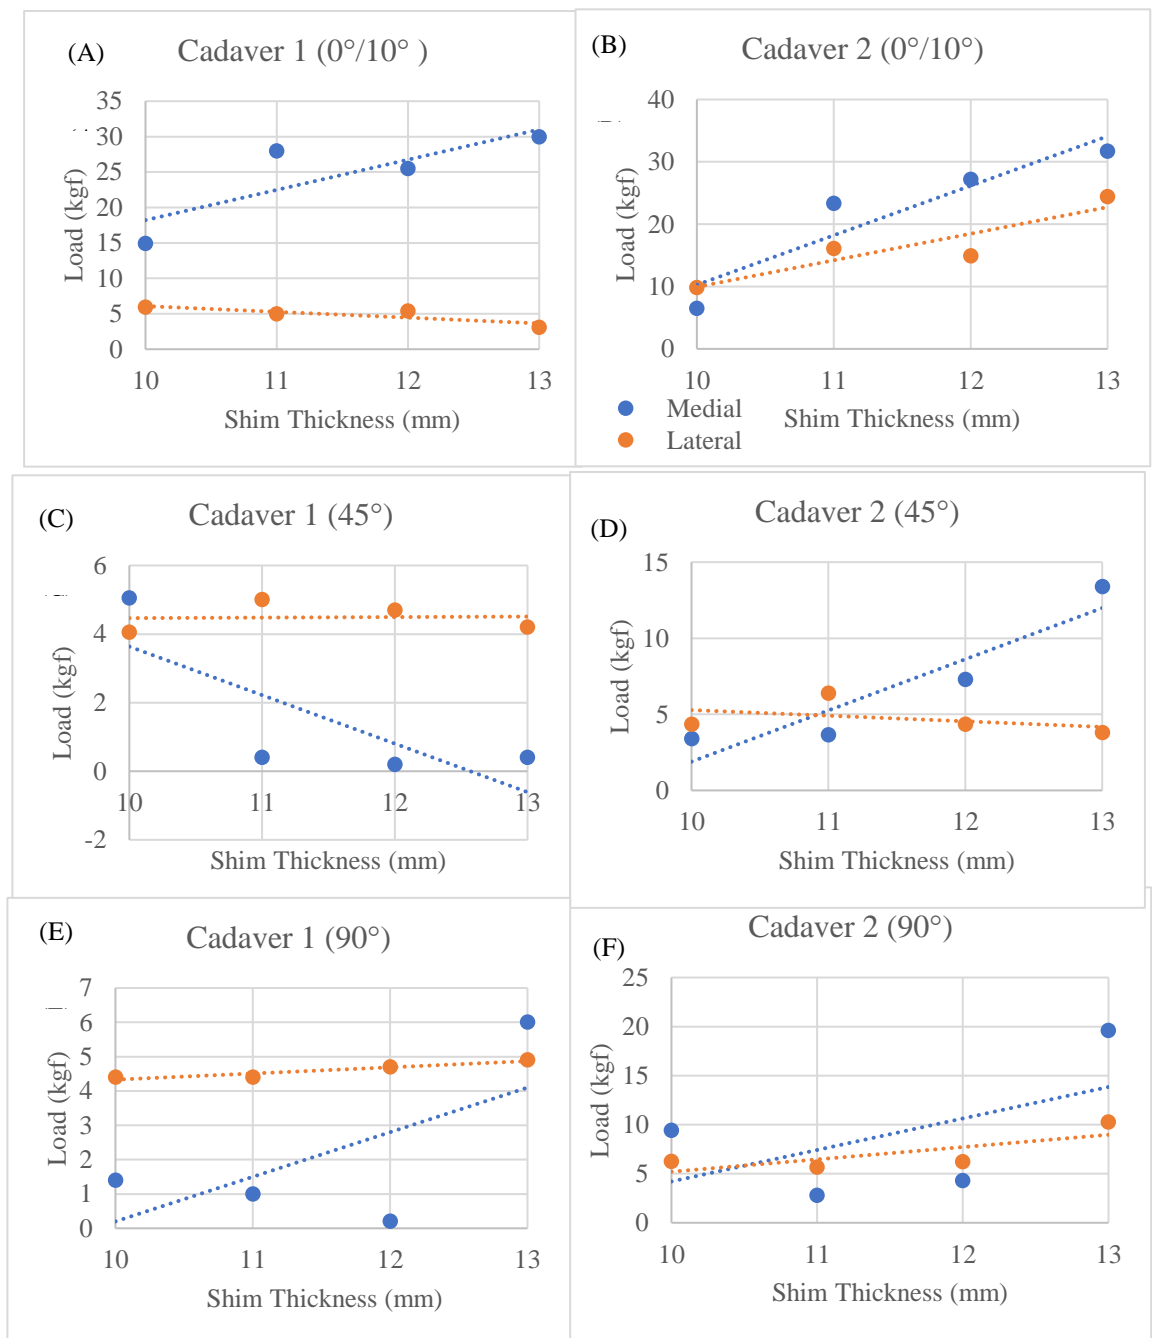 (A) Cadaver 1 (0°/10° )
35
30
25
20
15
10
5
0
Load (kgf)
10 11 12 13
Shim Thickness (mm)
(B) Cadaver 2 (0°/10°)
40
30
20
10
0
Load (kgf)
10 11 12 13
Shim Thickness (mm)
Medial
Lateral
(C) Cadaver 1 (45°)
6
4
2
0
-2
Load (kgf)
10 11 12 13
Shim Thickness (mm)
(D) Cadaver 2 (45°)
15
10
5
0
Load (kgf)
10 11 12 13
Shim Thickness (mm)
(E) Cadaver 1 (90°)
7
6
5
4
3
2
1
0
Load (kgf)
10 11 12 13
Shim Thickness (mm)
(F) Cadaver 2 (90°)
25
20
15
10
5
0
Load (kgf)
10 11 12 13
Shim Thickness (mm)